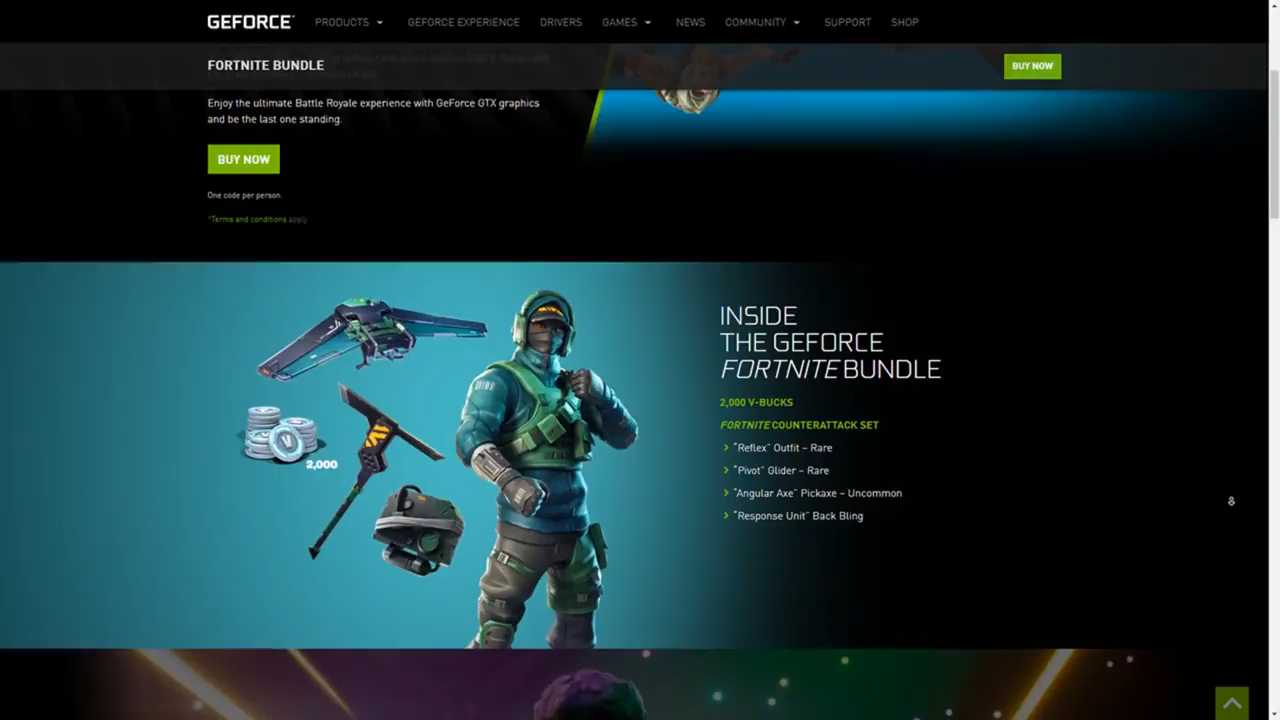 GEFORCE
PRODUCTS
GEFORCE EXPERIENCE
DRIVERS
GAMES
NEWS
COMMUNITY
SUPPORT
SHOP
FORTNITE BUNDLE
BUY NOW
Enjoy the ultimate Battle Royale experience with GeForce GTX graphics
and be the last one standing.
BUY NOW
One code per person.
*Terms and conditions apply
INSIDE
THE GEFORCE
FORTNITE BUNDLE
2,000 V-BUCKS
FORTNITE COUNTERATTACK SET
"Reflex" Outfit – Rare
"Pivot" Glider – Rare
"Angular Axe" Pickaxe – Uncommon
"Response Unit" Back Bling
2,000